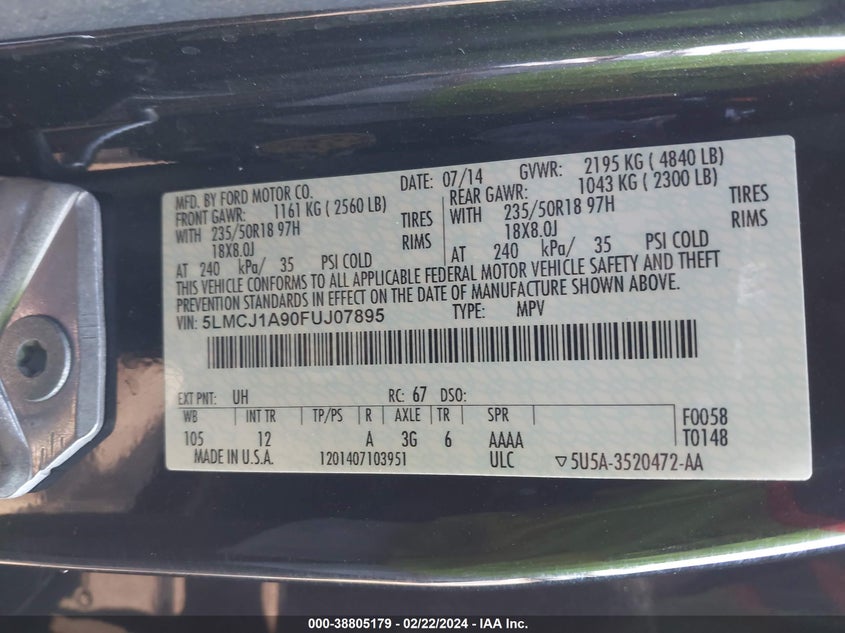 MFD. BY FORD MOTOR CO. DATE: 07/14 GVWR: 2195 KG ( 4840 LB)
FRONT GAWR: 1161 KG ( 2560 LB) REAR GAWR: 1043 KG ( 2300 LB)
WITH 235/50R18 97H TIRES WITH 235/50R18 97H TIRES
18X8.0J RIMS 18X8.0J RIMS
AT 240 kPa/ 35 PSI COLD AT 240 kPa/ 35 PSI COLD
THIS VEHICLE CONFORMS TO ALL APPLICABLE FEDERAL MOTOR VEHICLE SAFETY AND THEFT
PREVENTION STANDARDS IN EFFECT ON THE DATE OF MANUFACTURE SHOWN ABOVE.
VIN: 5LMCJ1A90FUJ07895 TYPE: MPV
EXT PNT: UH RC: 67 DSO:
WB INT TR TP/PS R AXLE TR SPR F0058
105 12 A 3G 6 AAAA T0148
MADE IN U.S.A. 1201407103951 ULC ▽5U5A-3520472-AA
000-38805179 - 02/22/2024 - IAA Inc.